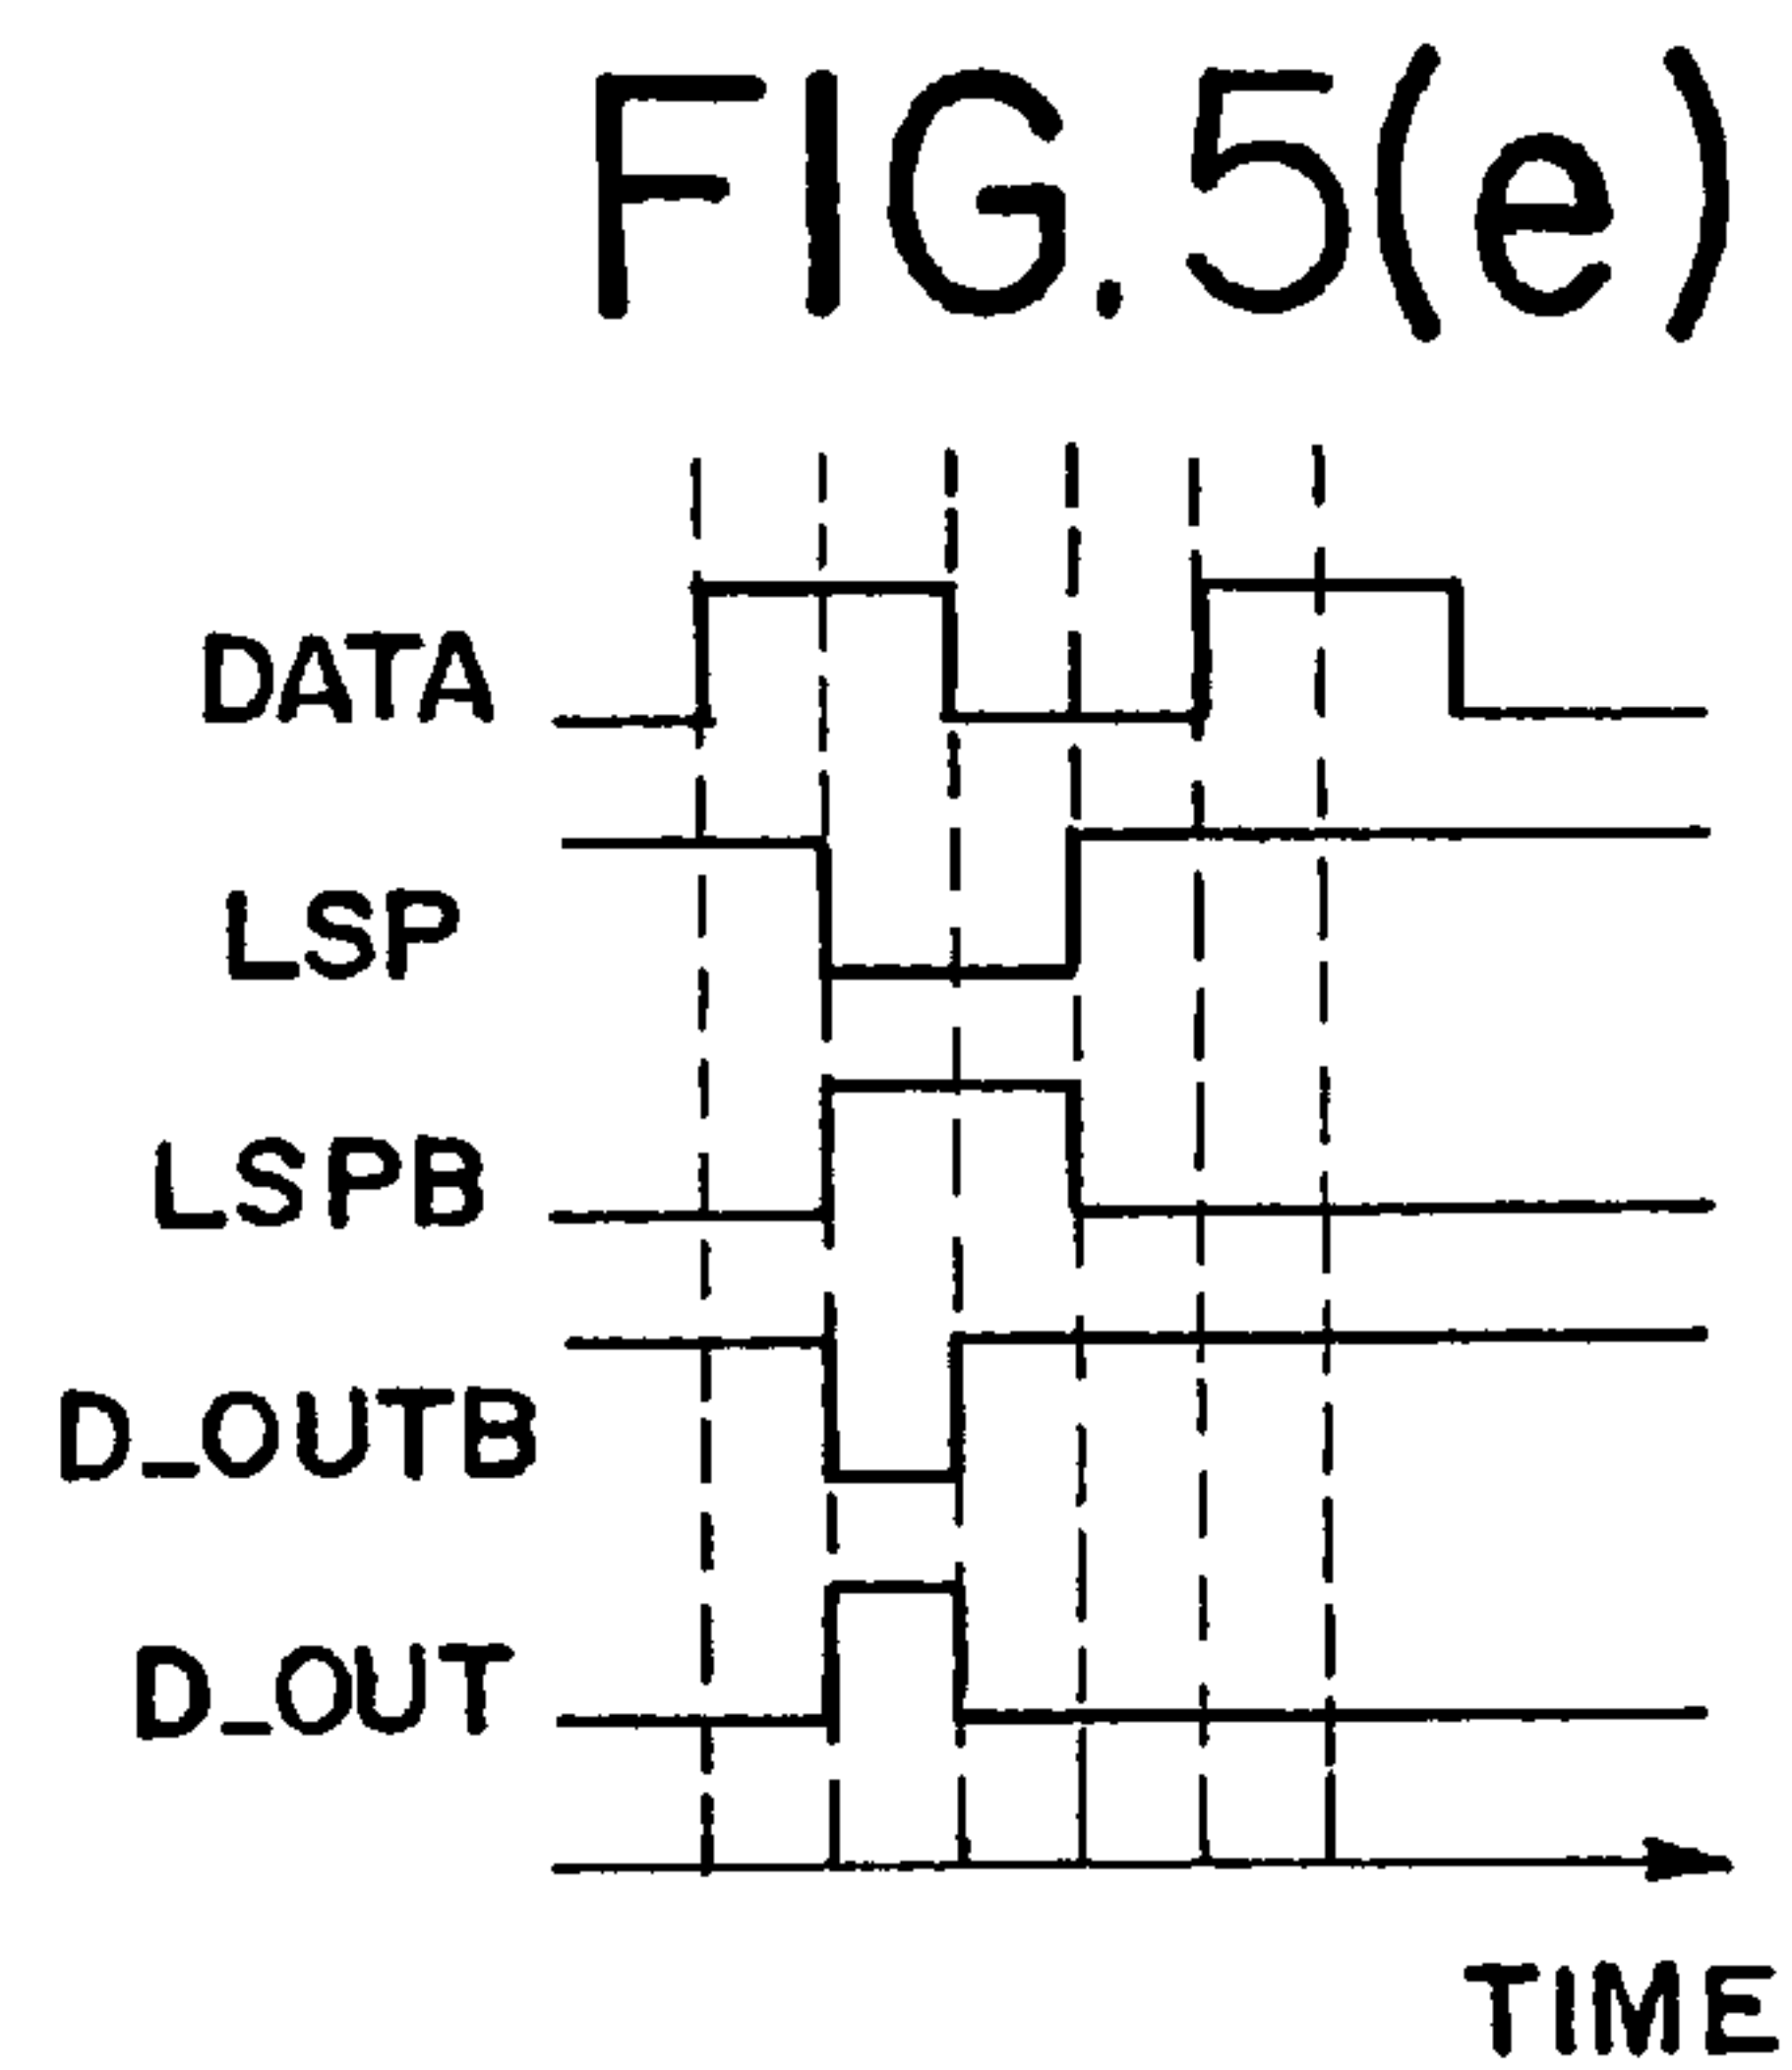 FIG.5(e)
DATA
LSP
LSPB
D_OUTB
D_OUT
TIME